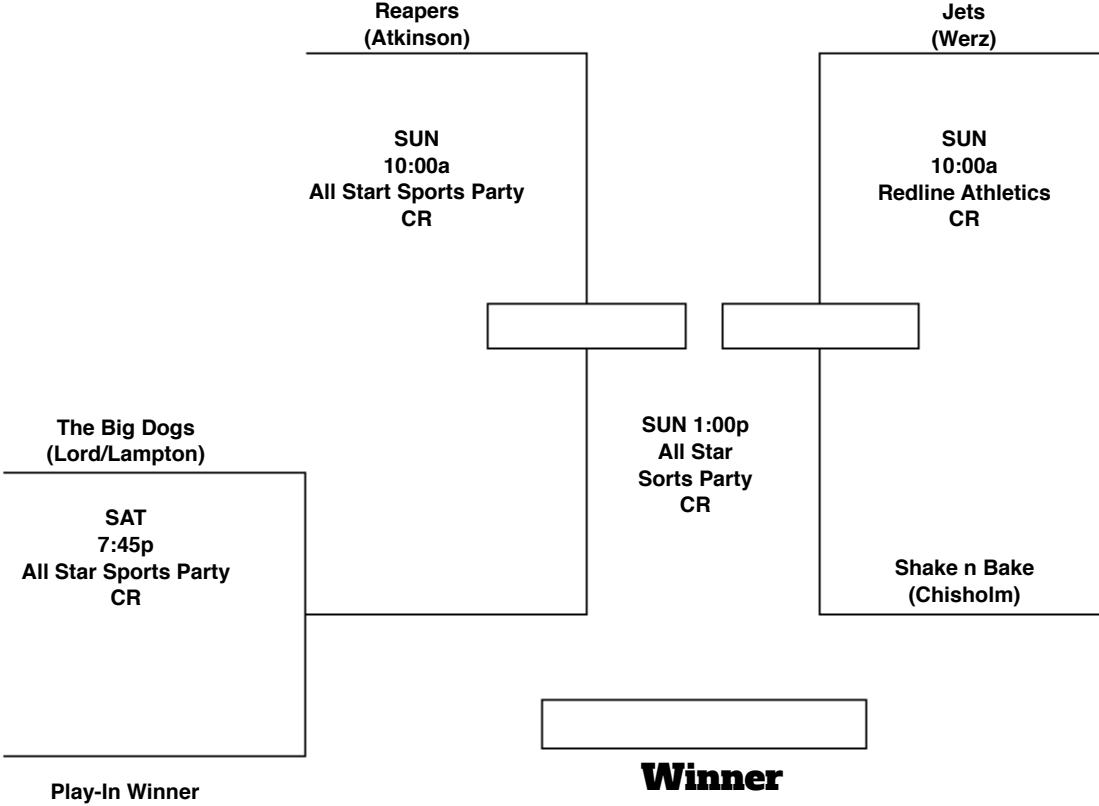 Reapers
(Atkinson)
SUN
10:00a
All Start Sports Party
CR
Jets
(Werz)
SUN
10:00a
Redline Athletics
CR
The Big Dogs
(Lord/Lampton)
SAT
7:45p
All Star Sports Party
CR
Play-In Winner
SUN 1:00p
All Star
Sorts Party
CR
Shake n Bake
(Chisholm)
Winner